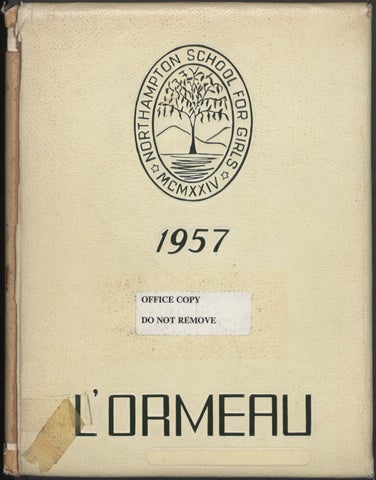 NORTHAMPTON SCHOOL FOR GIRLS
MCMXXIV
1957
OFFICE COPY
DO NOT REMOVE
L'ORMEAU